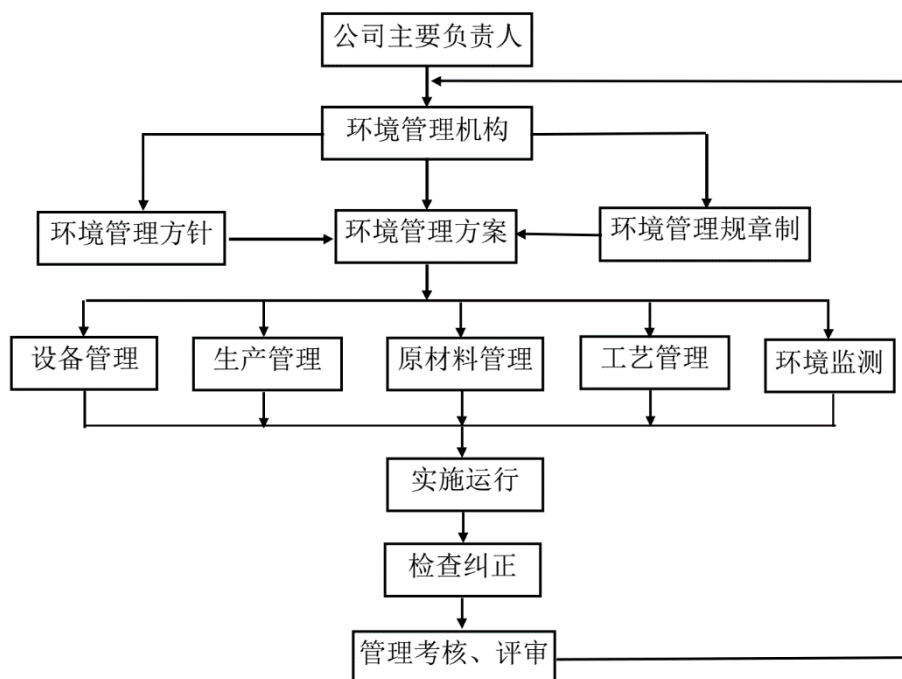 公司主要负责人
环境管理机构
环境管理方针
环境管理方案
环境管理规章制
设备管理
生产管理
原材料管理
工艺管理
环境监测
实施运行
检查纠正
管理考核、评审